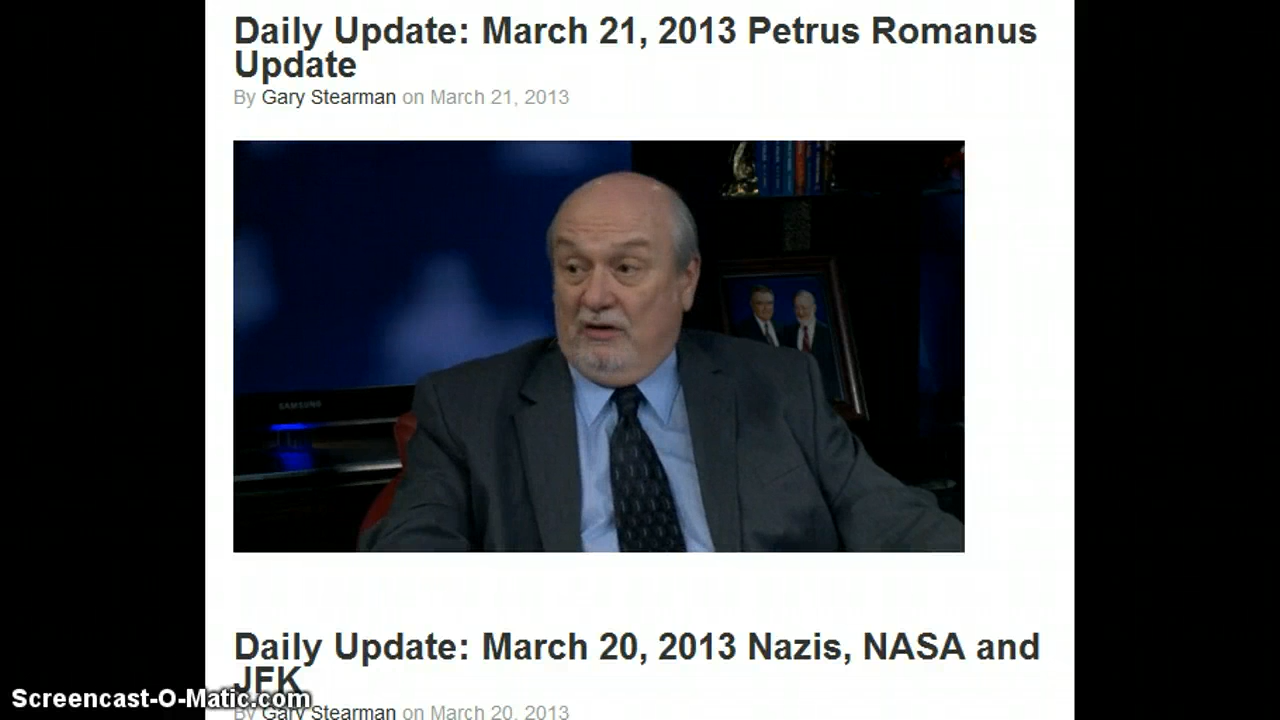 Daily Update: March 21, 2013 Petrus Romanus
Update
By Gary Stearman on March 21, 2013
SAMSUNG
Daily Update: March 20, 2013 Nazis, NASA and
JFK
Screencast-O-Matic.com
By Gary Stearman on March 20, 2013